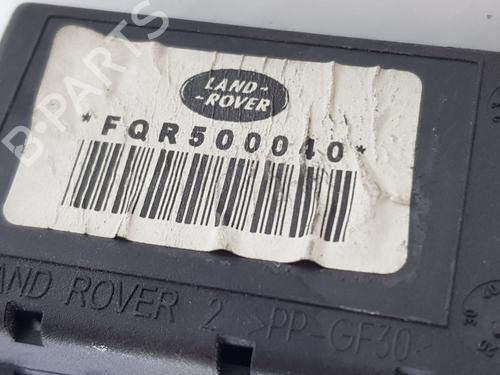 LAND-
-ROVER
*FQR500040*
LAND ROVER 2 >PP-GF30<
B-PARTS